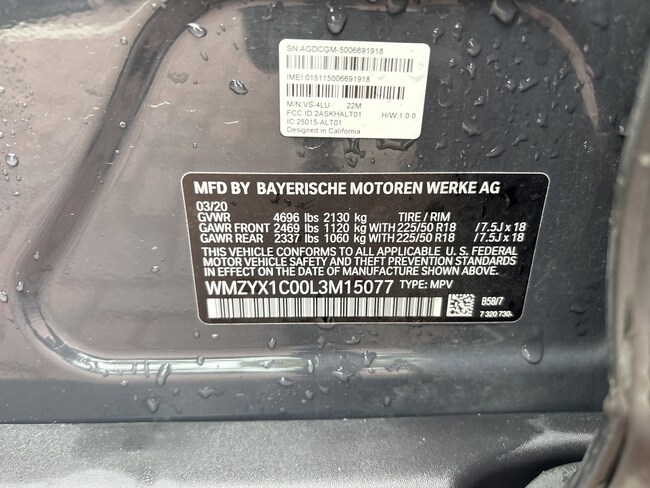 SN:AGDCGM-5006691918
IMEI:015115006691918
M/N:VS-4LU 22M
FCC ID:2ASKHALT01 H/W:1.0.0
IC:25015-ALT01
Designed in California
MFD BY BAYERISCHE MOTOREN WERKE AG
03/20
GVWR 4696 lbs 2130 kg TIRE / RIM
GAWR FRONT 2469 lbs 1120 kg WITH 225/50 R18 / 7.5J x 18
GAWR REAR 2337 lbs 1060 kg WITH 225/50 R18 / 7.5J x 18
THIS VEHICLE CONFORMS TO ALL APPLICABLE U. S. FEDERAL
MOTOR VEHICLE SAFETY AND THEFT PREVENTION STANDARDS
IN EFFECT ON THE DATE OF MANUFACTURE SHOWN ABOVE.
WMZYX1C00L3M15077 TYPE: MPV
B58/7
7 320 730-